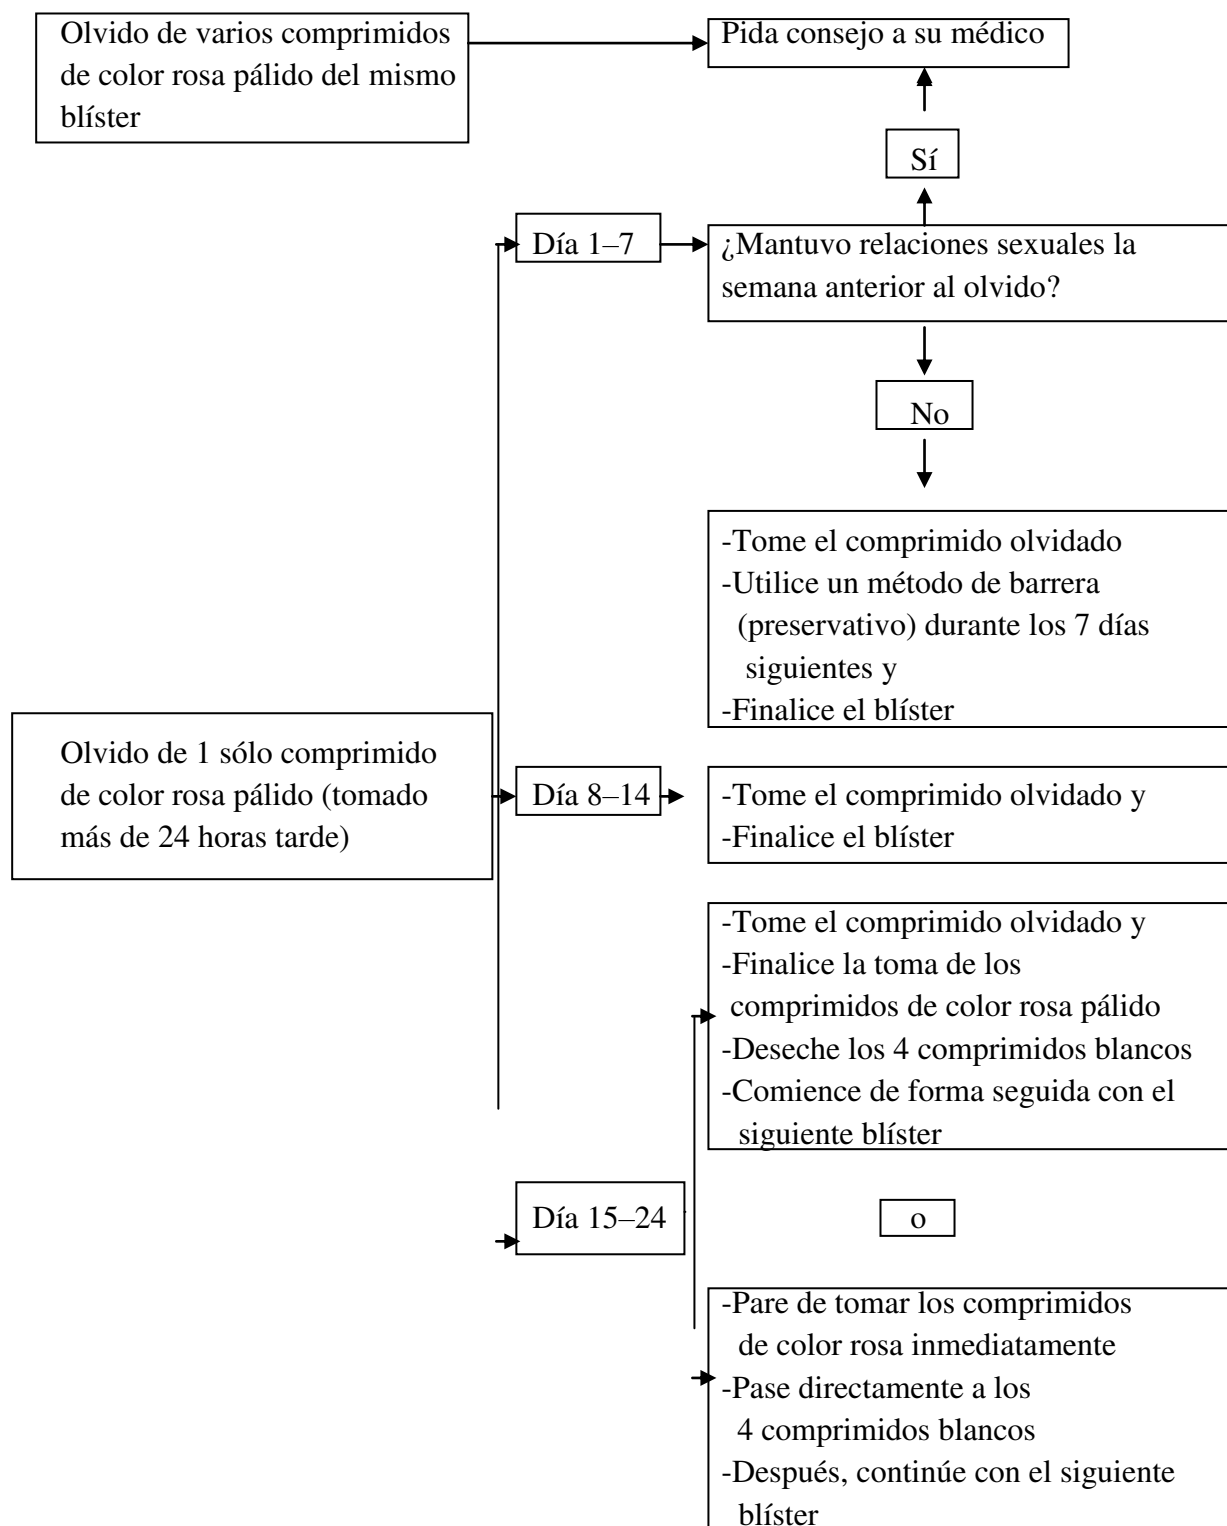 Olvido de varios comprimidos
de color rosa pálido del mismo
blíster
Pida consejo a su médico
Sí
Día 1–7
¿Mantuvo relaciones sexuales la
semana anterior al olvido?
No
-Tome el comprimido olvidado
-Utilice un método de barrera
(preservativo) durante los 7 días
siguientes y
-Finalice el blíster
Olvido de 1 sólo comprimido
de color rosa pálido (tomado
más de 24 horas tarde)
Día 8–14
-Tome el comprimido olvidado y
-Finalice el blíster
-Tome el comprimido olvidado y
-Finalice la toma de los
comprimidos de color rosa pálido
-Deseche los 4 comprimidos blancos
-Comience de forma seguida con el
siguiente blíster
Día 15–24
o
-Pare de tomar los comprimidos
de color rosa inmediatamente
-Pase directamente a los
4 comprimidos blancos
-Después, continúe con el siguiente
blíster